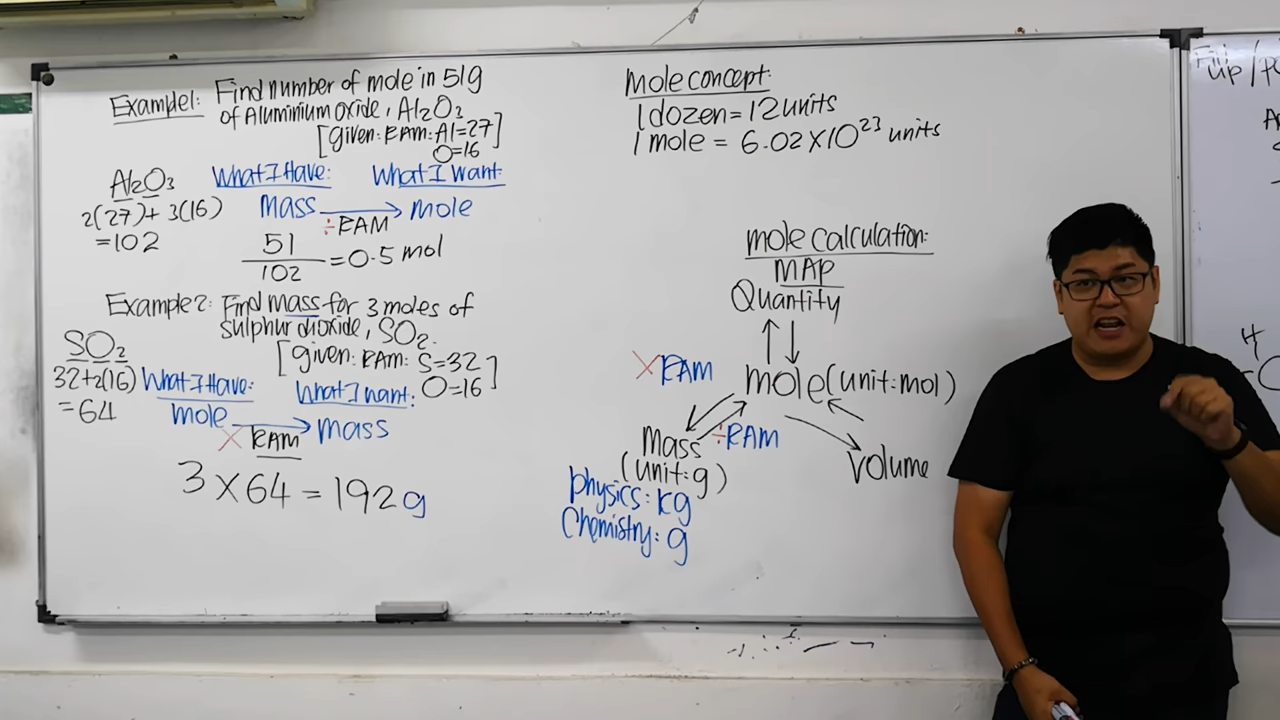 Example1: Find number of mole in 51g
of Aluminium oxide, Al2O3
[given: RAM: Al=27]
O=16
Al2O3
2(27)+3(16)
=102
What I Have:
What I want:
Mass → mole
÷RAM
51
102
=0.5 mol
Example2: Find mass for 3 moles of
sulphur dioxide, SO2.
[given: RAM: S=32]
O=16
SO2
32+2(16)
=64
What I Have:
What I want:
mole → mass
× RAM
3×64=192g
Mole concept:
1 dozen=12 units
1 mole = 6.02×10²³ units
mole calculation:
MAP
Quantity
×RAM
mole (unit: mol)
÷RAM
Mass
(unit: g)
Volume
physics: kg
Chemistry: g
up /
H